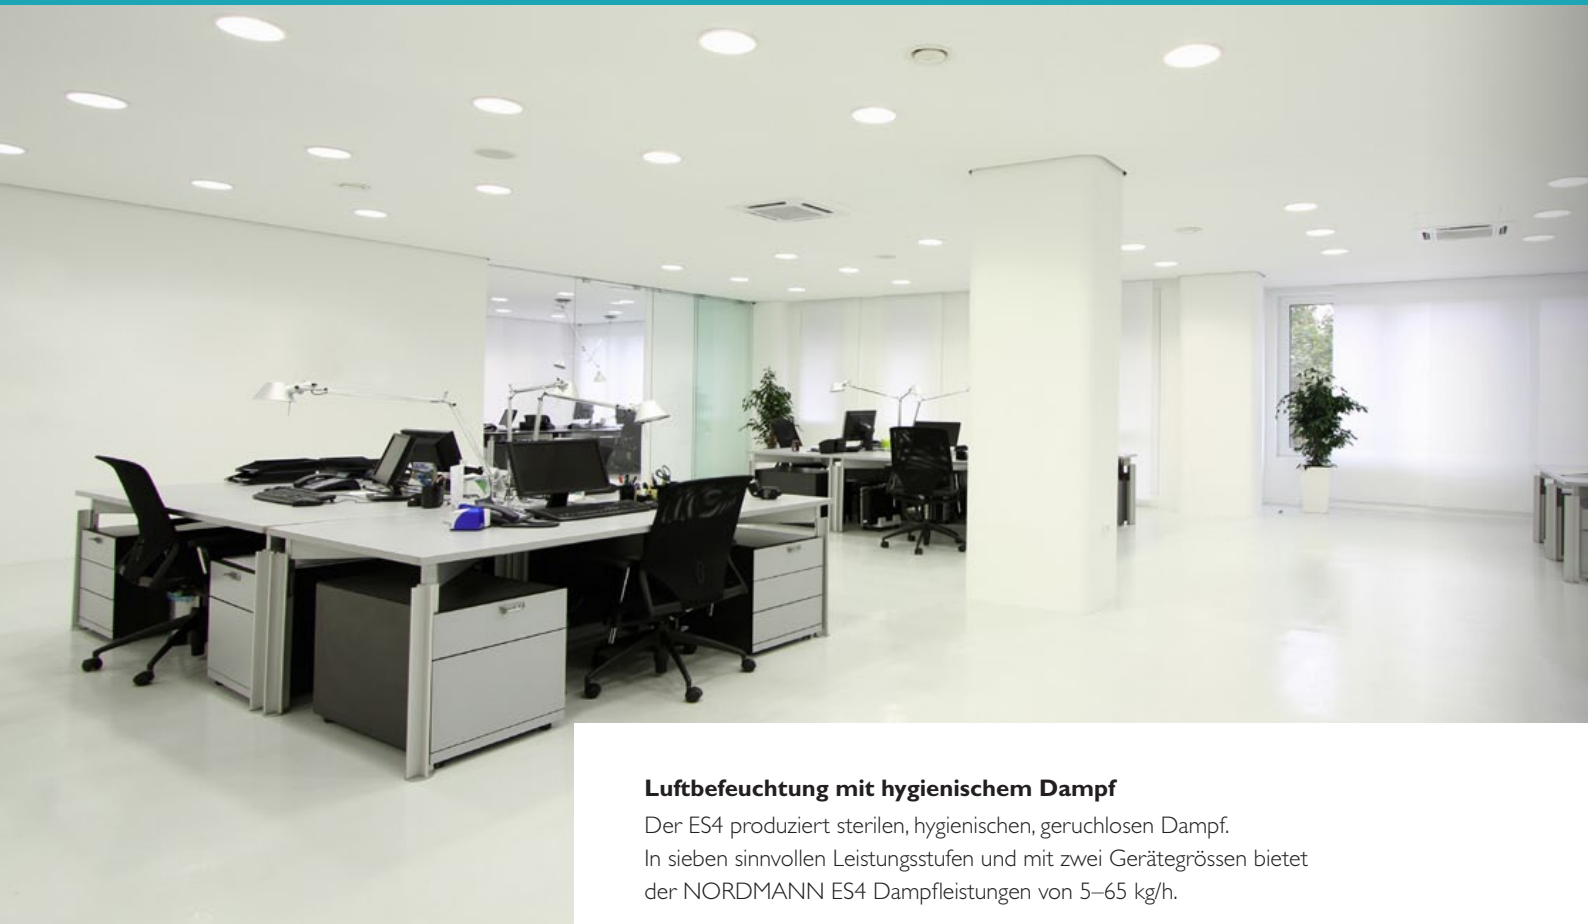 Luftbefeuchtung mit hygienischem Dampf
Der ES4 produziert sterilen, hygienischen, geruchlosen Dampf.
In sieben sinnvollen Leistungsstufen und mit zwei Gerätegrössen bietet
der NORDMANN ES4 Dampfleistungen von 5–65 kg/h.